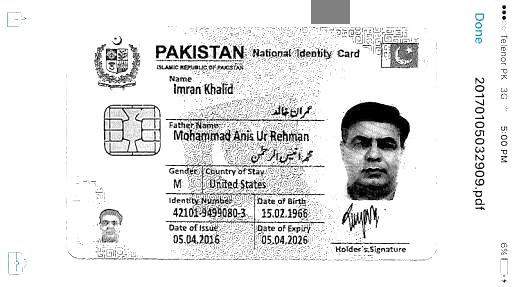 PAKISTAN National Identity Card
ISLAMIC REPUBLIC OF PAKISTAN
Name
Imran Khalid
عمران خالد
Father Name
Mohammad Anis Ur Rehman
محمد انیس الرحمٰن
Gender Country of Stay
M United States
Identity Number Date of Birth
42101-9499080-3 15.02.1966
Date of Issue Date of Expiry
05.04.2016 05.04.2026
Holder's Signature
Telenor PK 3G 5:00 PM 6%
Done 20170105032909.pdf